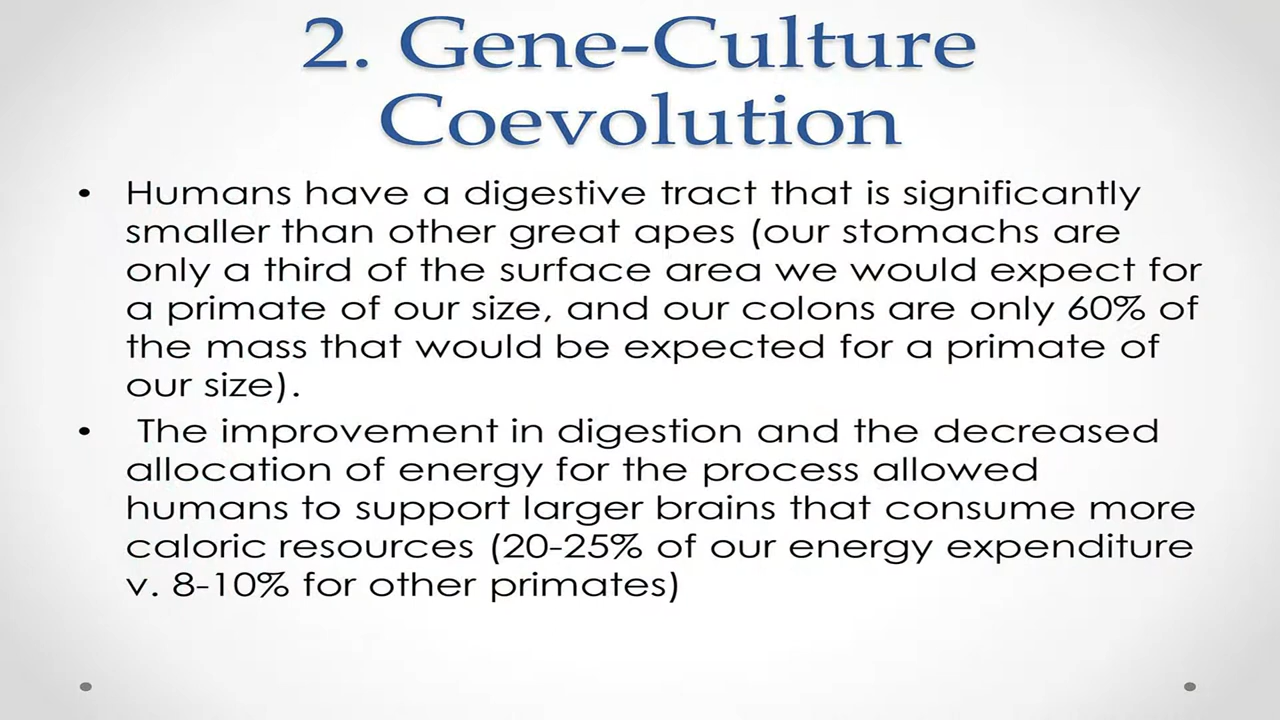 2. Gene-Culture
Coevolution
• Humans have a digestive tract that is significantly
smaller than other great apes (our stomachs are
only a third of the surface area we would expect for
a primate of our size, and our colons are only 60% of
the mass that would be expected for a primate of
our size).
• The improvement in digestion and the decreased
allocation of energy for the process allowed
humans to support larger brains that consume more
caloric resources (20-25% of our energy expenditure
v. 8-10% for other primates)